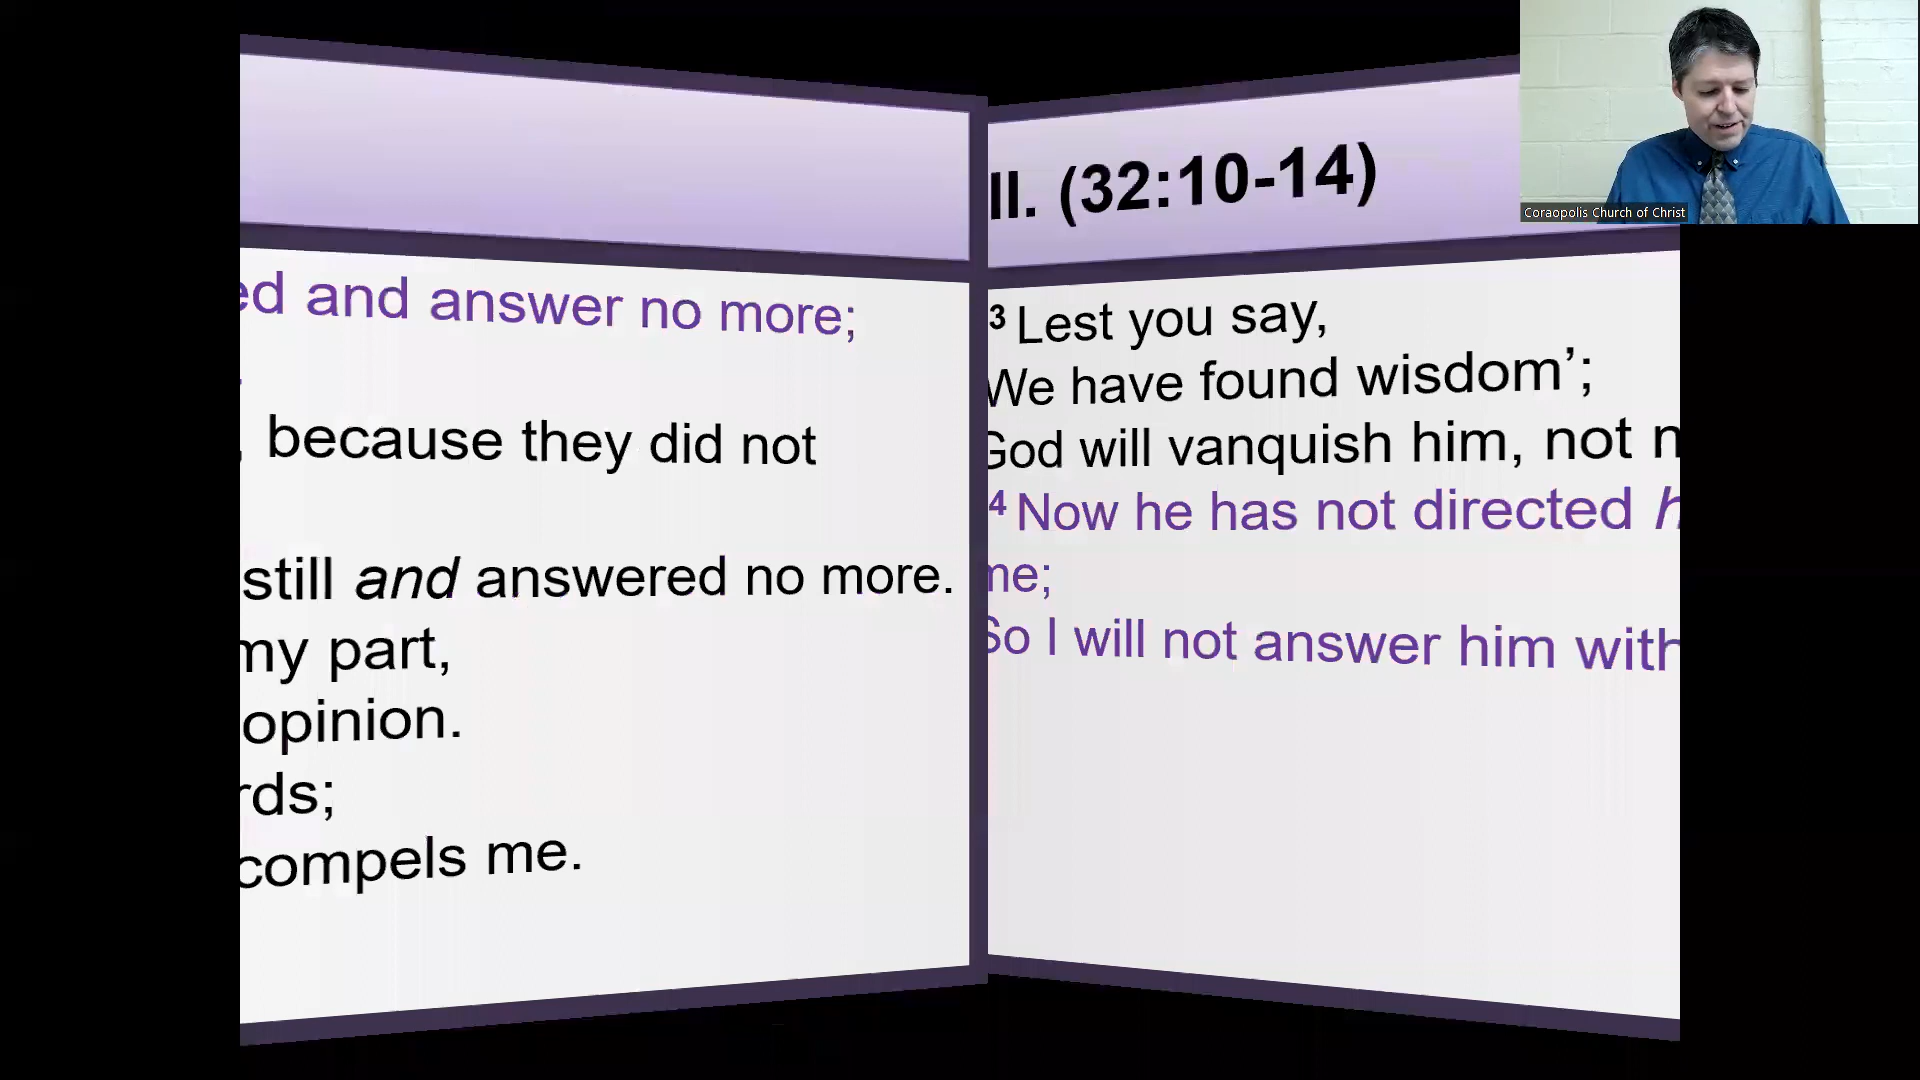 ed and answer no more;
, because they did not
still and answered no more.
my part,
opinion.
rds;
compels me.
II. (32:10-14)
3 Lest you say,
We have found wisdom’;
God will vanquish him, not
4 Now he has not directed
me;
So I will not answer him with
Coraopolis Church of Christ